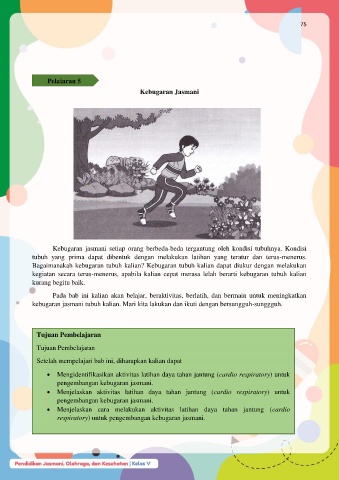 75
Pelajaran 5
Kebugaran Jasmani
Kebugaran jasmani setiap orang berbeda-beda tergantung oleh kondisi tubuhnya. Kondisi
tubuh yang prima dapat dibentuk dengan melakukan latihan yang teratur dan terus-menerus.
Bagaimanakah kebugaran tubuh kalian? Kebugaran tubuh kalian dapat diukur dengan melakukan
kegiatan secara terus-menerus, apabila kalian cepat merasa lelah berarti kebugaran tubuh kalian
kurang begitu baik.
Pada bab ini kalian akan belajar, beraktivitas, berlatih, dan bermain untuk meningkatkan
kebugaran jasmani tubuh kalian. Mari kita lakukan dan ikuti dengan bersungguh-sunggguh.
Tujuan Pembelajaran
Tujuan Pembelajaran
Setelah mempelajari bab ini, diharapkan kalian dapat
• Mengidentifikasikan aktivitas latihan daya tahan jantung (cardio respiratory) untuk
pengembangan kebugaran jasmani.
• Menjelaskan aktivitas latihan daya tahan jantung (cardio respiratory) untuk
pengembangan kebugaran jasmani.
• Menjelaskan cara melakukan aktivitas latihan daya tahan jantung (cardio
respiratory) untuk pengembangan kebugaran jasmani.
Pendidikan Jasmani, Olahraga, dan Kesehatan | Kelas V